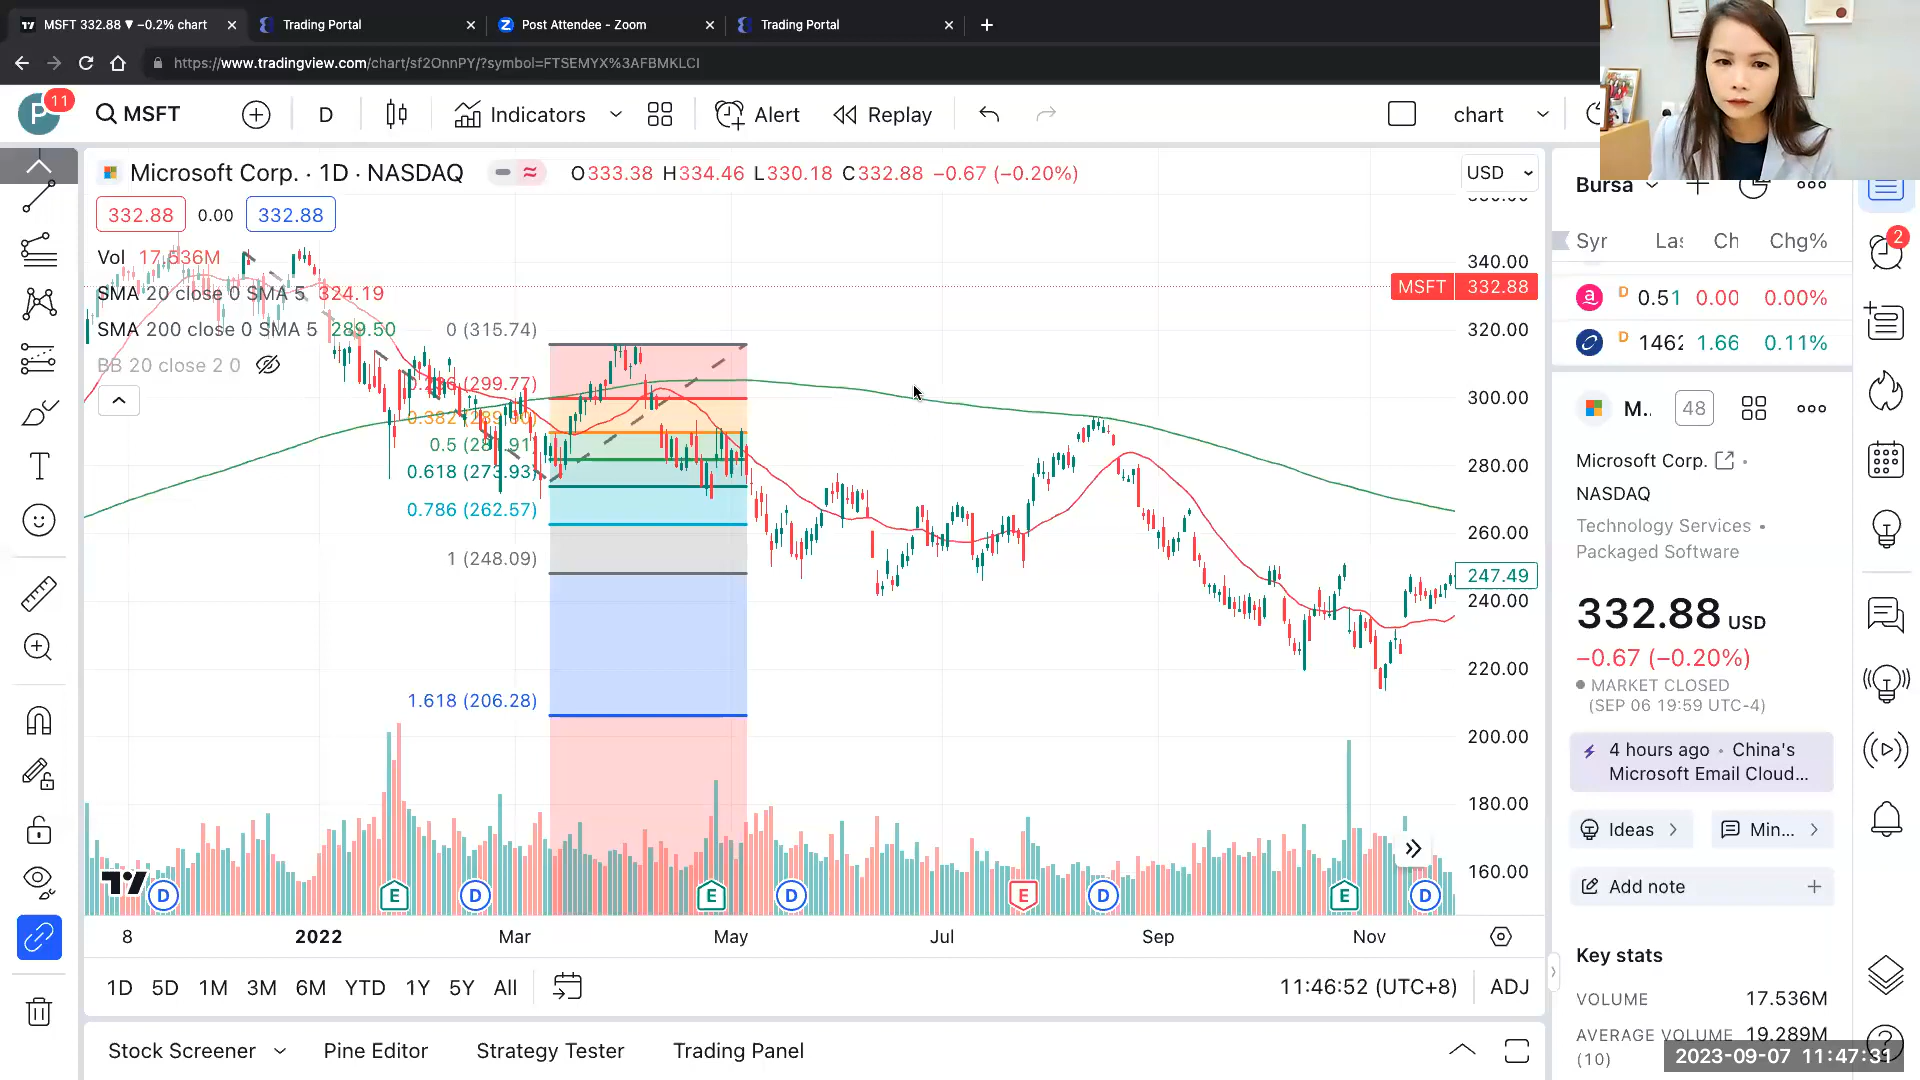 MSFT 332.88 ▼ −0.2% chart
Trading Portal
Post Attendee - Zoom
Trading Portal
https://www.tradingview.com/chart/sf2OnnPY/?symbol=FTSEMYX%3AFBMKLCI
P
11
MSFT
D
Indicators
Alert
Replay
chart
Microsoft Corp. · 1D · NASDAQ
O333.38 H334.46 L330.18 C332.88 −0.67 (−0.20%)
USD
332.88
0.00
332.88
Vol 17.536M
SMA 20 close 0 SMA 5 324.19
SMA 200 close 0 SMA 5 289.50
BB 20 close 2 0
0 (315.74)
0.236 (299.77)
0.5 (281.91)
0.618 (273.93)
0.786 (262.57)
1 (248.09)
1.618 (206.28)
340.00
MSFT 332.88
320.00
300.00
280.00
260.00
247.49
240.00
220.00
200.00
180.00
160.00
D
E
D
E
D
E
D
E
D
8
2022
Mar
May
Jul
Sep
Nov
1D
5D
1M
3M
6M
YTD
1Y
5Y
All
11:46:52 (UTC+8)
ADJ
Stock Screener
Pine Editor
Strategy Tester
Trading Panel
Bursa
Syr
Las
Ch
Chg%
D 0.51 0.00 0.00%
D 1462 1.66 0.11%
2
M.
48
Microsoft Corp.
NASDAQ
Technology Services •
Packaged Software
332.88 USD
−0.67 (−0.20%)
MARKET CLOSED
(SEP 06 19:59 UTC-4)
4 hours ago • China's
Microsoft Email Cloud...
Ideas
Min...
Add note
Key stats
VOLUME 17.536M
AVERAGE VOLUME 19.289M
(10)
2023-09-07 11:47:31